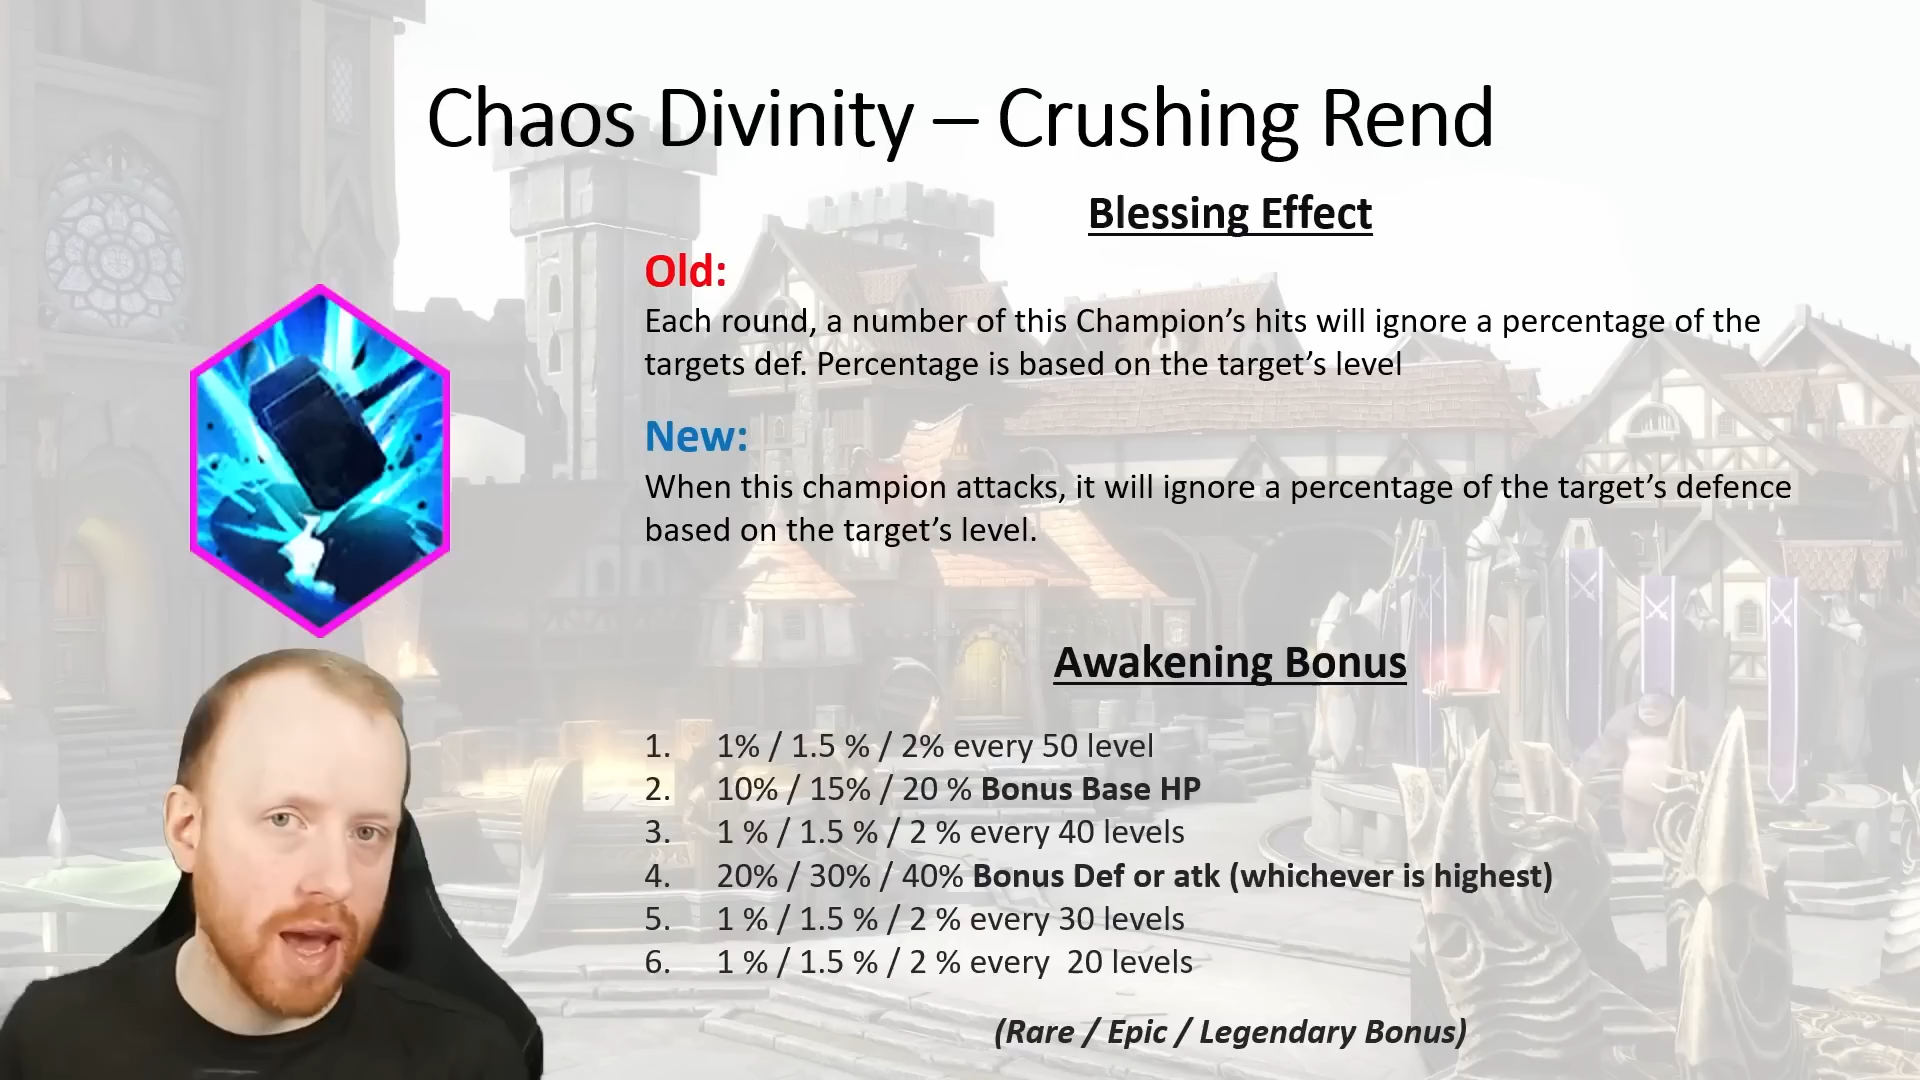 Chaos Divinity – Crushing Rend
Blessing Effect
Old:
Each round, a number of this Champion’s hits will ignore a percentage of the
targets def. Percentage is based on the target’s level
New:
When this champion attacks, it will ignore a percentage of the target’s defence
based on the target’s level.
Awakening Bonus
1. 1% / 1.5 % / 2% every 50 level
2. 10% / 15% / 20 % Bonus Base HP
3. 1 % / 1.5 % / 2 % every 40 levels
4. 20% / 30% / 40% Bonus Def or atk (whichever is highest)
5. 1 % / 1.5 % / 2 % every 30 levels
6. 1 % / 1.5 % / 2 % every 20 levels
(Rare / Epic / Legendary Bonus)